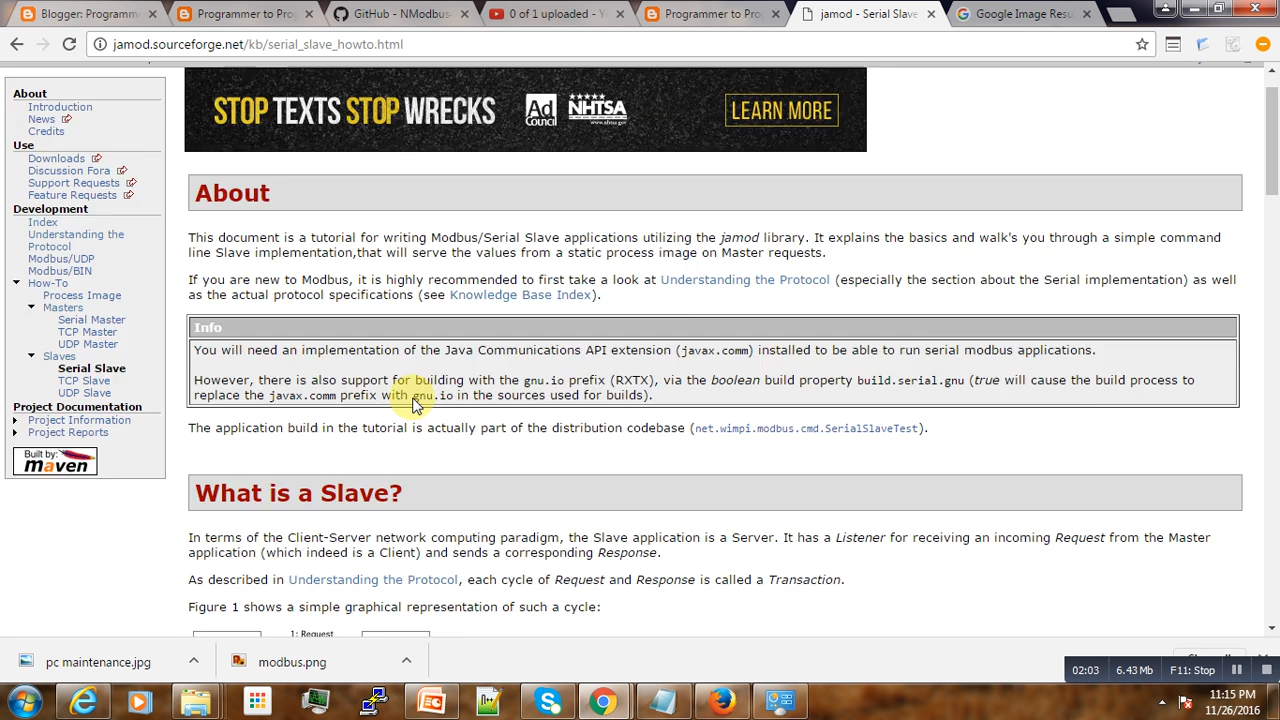 Blogger: Programme
Programmer to Prog
GitHub - NModbus
0 of 1 uploaded - Y
Programmer to Prog
jamod - Serial Slave
Google Image Resu
jamod.sourceforge.net/kb/serial_slave_howto.html
STOP TEXTS STOP WRECKS
Ad
Council
NHTSA
www.nhtsa.gov
LEARN MORE
About
Introduction
News
Credits
Use
Downloads
Discussion Fora
Support Requests
Feature Requests
Development
Index
Understanding the
Protocol
Modbus/UDP
Modbus/BIN
How-To
Process Image
Masters
Serial Master
TCP Master
UDP Master
Slaves
Serial Slave
TCP Slave
UDP Slave
Project Documentation
Project Information
Project Reports
Built by:
maven
About
This document is a tutorial for writing Modbus/Serial Slave applications utilizing the jamod library. It explains the basics and walk's you through a simple command
line Slave implementation,that will serve the values from a static process image on Master requests.
If you are new to Modbus, it is highly recommended to first take a look at Understanding the Protocol (especially the section about the Serial implementation) as well
as the actual protocol specifications (see Knowledge Base Index).
Info
You will need an implementation of the Java Communications API extension (javax.comm) installed to be able to run serial modbus applications.
However, there is also support for building with the gnu.io prefix (RXTX), via the boolean build property build.serial.gnu (true will cause the build process to
replace the javax.comm prefix with gnu.io in the sources used for builds).
The application build in the tutorial is actually part of the distribution codebase (net.wimpi.modbus.cmd.SerialSlaveTest).
What is a Slave?
In terms of the Client-Server network computing paradigm, the Slave application is a Server. It has a Listener for receiving an incoming Request from the Master
application (which indeed is a Client) and sends a corresponding Response.
As described in Understanding the Protocol, each cycle of Request and Response is called a Transaction.
Figure 1 shows a simple graphical representation of such a cycle:
1: Request
pc maintenance.jpg
modbus.png
02:03
6.43 Mb
F11: Stop
11:15 PM
11/26/2016